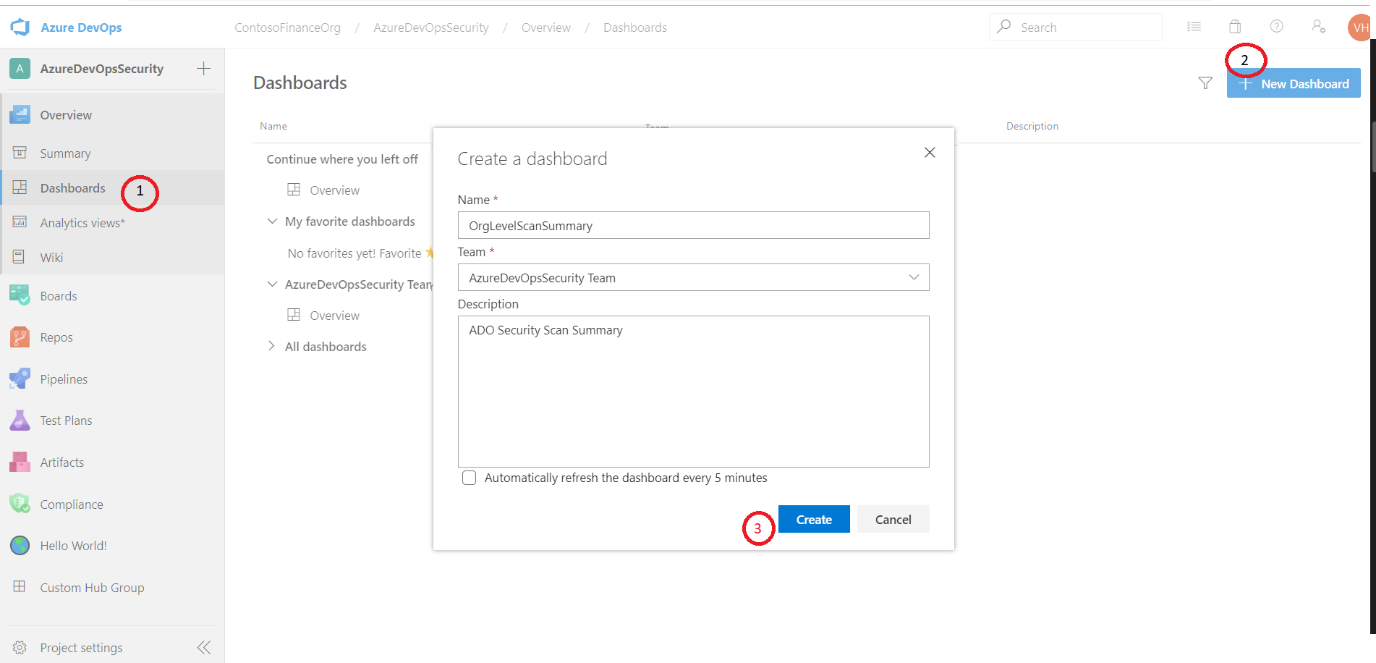 Azure DevOps
ContosoFinanceOrg / AzureDevOpsSecurity / Overview / Dashboards
Search
VH
A AzureDevOpsSecurity
Overview
Summary
Dashboards
1
Analytics views*
Wiki
Boards
Repos
Pipelines
Test Plans
Artifacts
Compliance
Hello World!
Custom Hub Group
Project settings
Dashboards
2
New Dashboard
Name Team Description
Continue where you left off
Overview
My favorite dashboards
No favorites yet! Favorite
AzureDevOpsSecurity Team
Overview
All dashboards
Create a dashboard
Name *
OrgLevelScanSummary
Team *
AzureDevOpsSecurity Team
Description
ADO Security Scan Summary
Automatically refresh the dashboard every 5 minutes
3
Create
Cancel